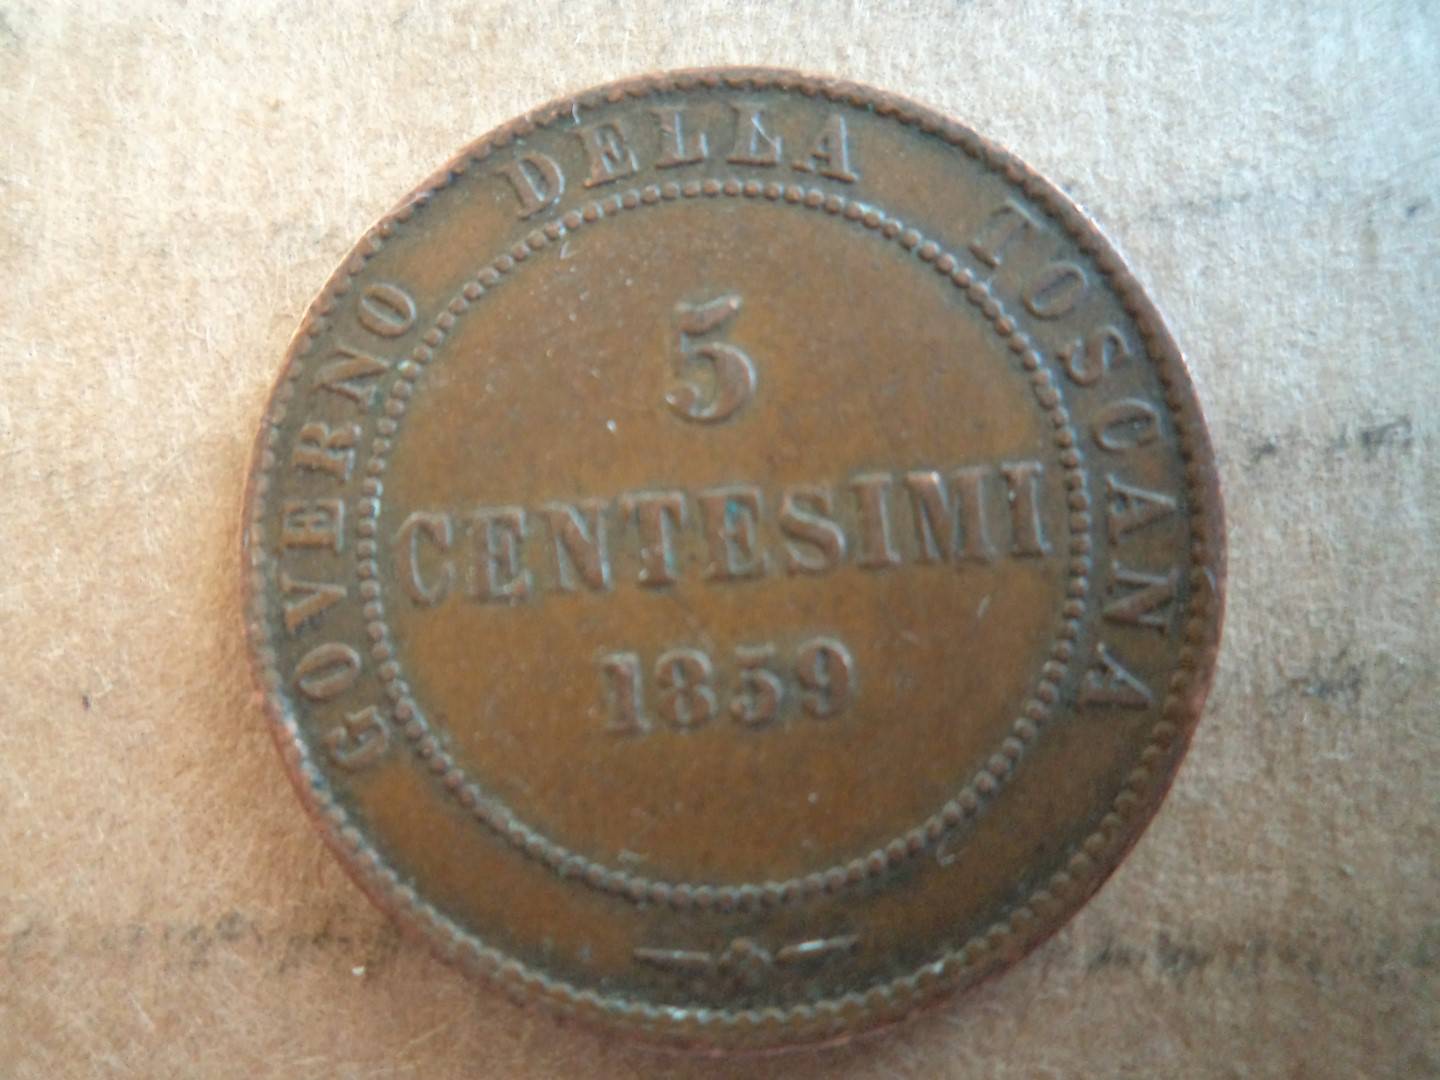 GOVERNO DELLA TOSCANA
5
CENTESIMI
1859